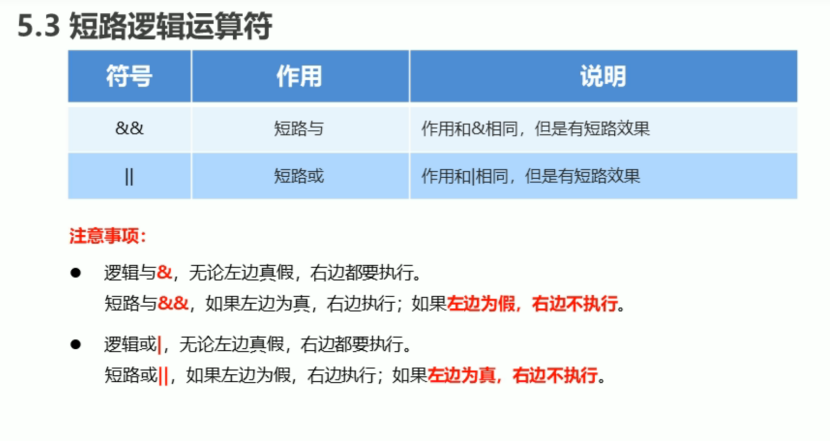 5.3 短路逻辑运算符
符号 作用 说明
&& 短路与 作用和&相同，但是有短路效果
|| 短路或 作用和|相同，但是有短路效果
注意事项：
● 逻辑与&，无论左边真假，右边都要执行。
短路与&&，如果左边为真，右边执行；如果左边为假，右边不执行。
● 逻辑或|，无论左边真假，右边都要执行。
短路或||，如果左边为假，右边执行；如果左边为真，右边不执行。